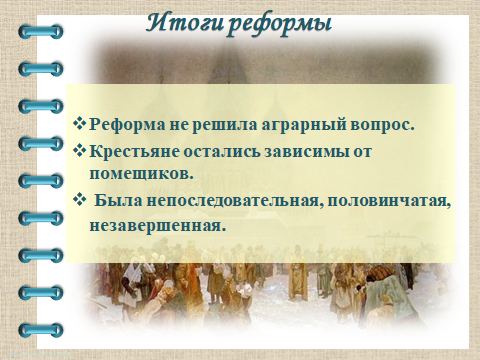 Итоги реформы
❖Реформа не решила аграрный вопрос.
❖Крестьяне остались зависимы от
помещиков.
❖ Была непоследовательная, половинчатая,
незавершенная.